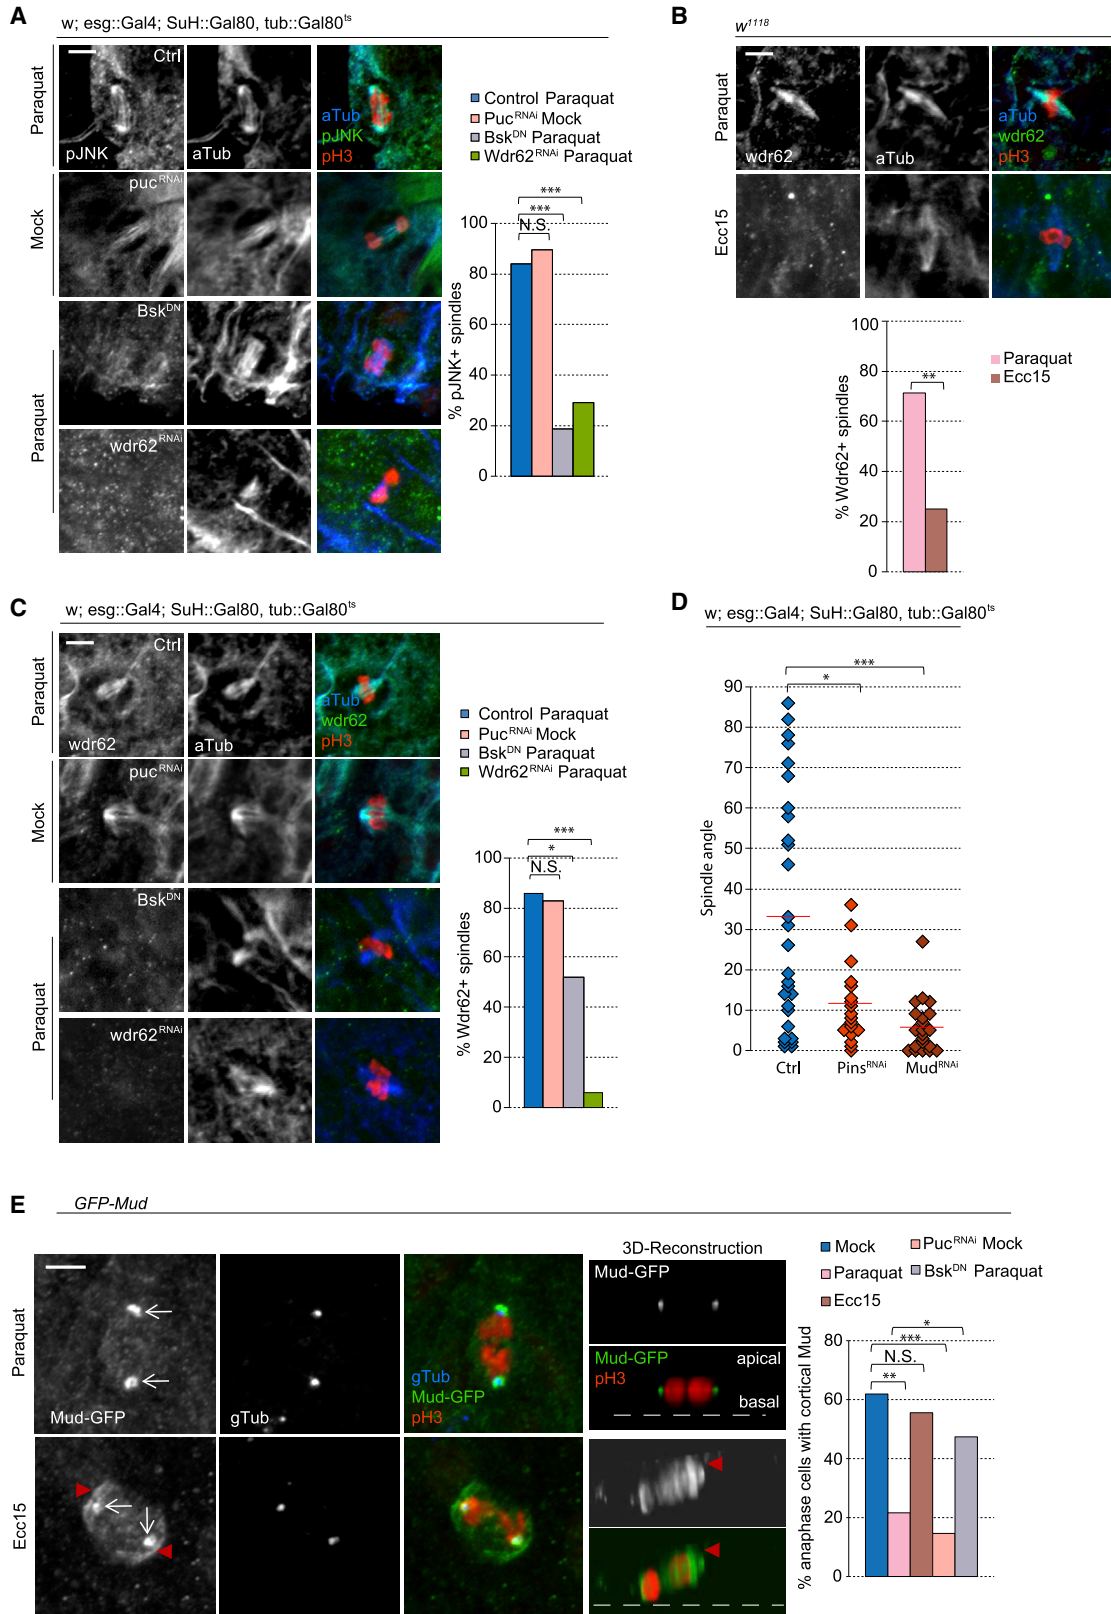 A
w; esg::Gal4; SuH::Gal80, tub::Gal80ts
Paraquat
Ctrl
pJNK
aTub
aTub
pJNK
pH3
Mock
pucRNAi
Paraquat
BskDN
wdr62RNAi
Control Paraquat
PucRNAi Mock
BskDN Paraquat
Wdr62RNAi Paraquat
***
***
N.S.
% pJNK+ spindles
100
80
60
40
20
0
B
w1118
Paraquat
wdr62
aTub
aTub
wdr62
pH3
Ecc15
Paraquat
Ecc15
**
% Wdr62+ spindles
100
80
60
40
20
0
C
w; esg::Gal4; SuH::Gal80, tub::Gal80ts
Paraquat
Ctrl
wdr62
aTub
aTub
wdr62
pH3
Mock
pucRNAi
Paraquat
BskDN
wdr62RNAi
Control Paraquat
PucRNAi Mock
BskDN Paraquat
Wdr62RNAi Paraquat
***
*
N.S.
% Wdr62+ spindles
100
80
60
40
20
0
D
w; esg::Gal4; SuH::Gal80, tub::Gal80ts
***
*
Spindle angle
90
80
70
60
50
40
30
20
10
0
Ctrl
PinsRNAi
MudRNAi
E
GFP-Mud
Paraquat
Mud-GFP
gTub
gTub
Mud-GFP
pH3
Ecc15
3D-Reconstruction
Mud-GFP
Mud-GFP
pH3
apical
basal
Mock
PucRNAi Mock
Paraquat
BskDN Paraquat
Ecc15
*
***
N.S.
**
% anaphase cells with cortical Mud
80
60
40
20
0